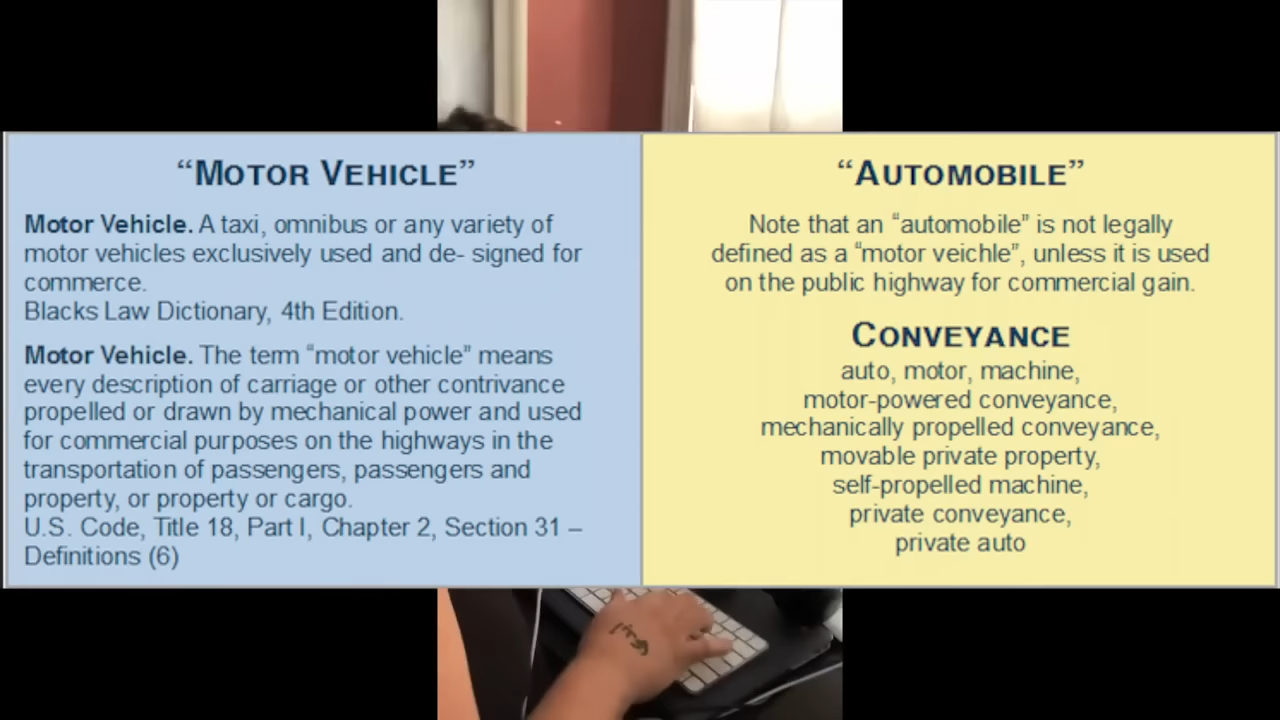 “MOTOR VEHICLE”
Motor Vehicle. A taxi, omnibus or any variety of
motor vehicles exclusively used and de- signed for
commerce.
Blacks Law Dictionary, 4th Edition.
Motor Vehicle. The term “motor vehicle” means
every description of carriage or other contrivance
propelled or drawn by mechanical power and used
for commercial purposes on the highways in the
transportation of passengers, passengers and
property, or property or cargo.
U.S. Code, Title 18, Part I, Chapter 2, Section 31 –
Definitions (6)
“AUTOMOBILE”
Note that an “automobile” is not legally
defined as a “motor veichle”, unless it is used
on the public highway for commercial gain.
CONVEYANCE
auto, motor, machine,
motor-powered conveyance,
mechanically propelled conveyance,
movable private property,
self-propelled machine,
private conveyance,
private auto